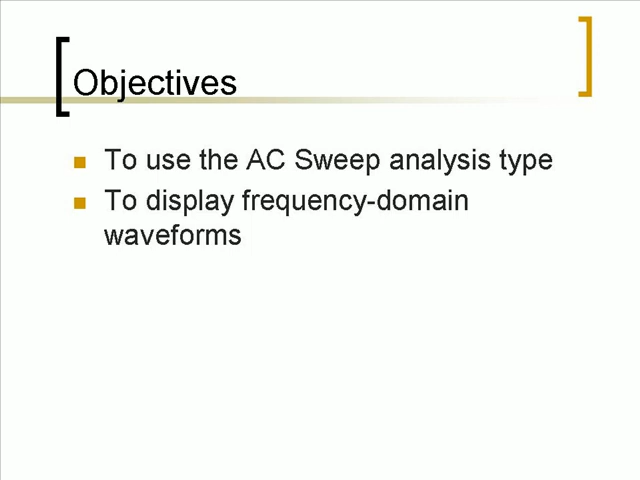 Objectives
To use the AC Sweep analysis type
To display frequency-domain
waveforms